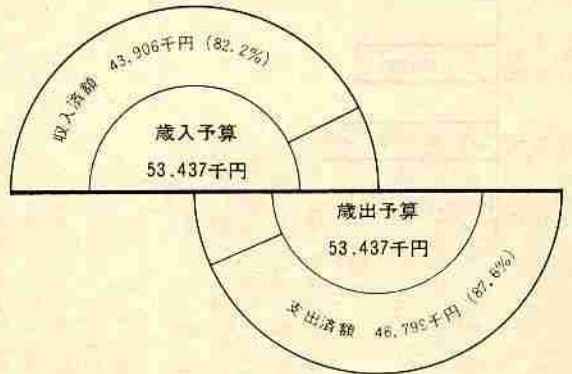 収入済額 43.906千円 (82.2%)
歳入予算
53.437千円
歳出予算
53.437千円
支出済額 46.795千円 (87.6%)